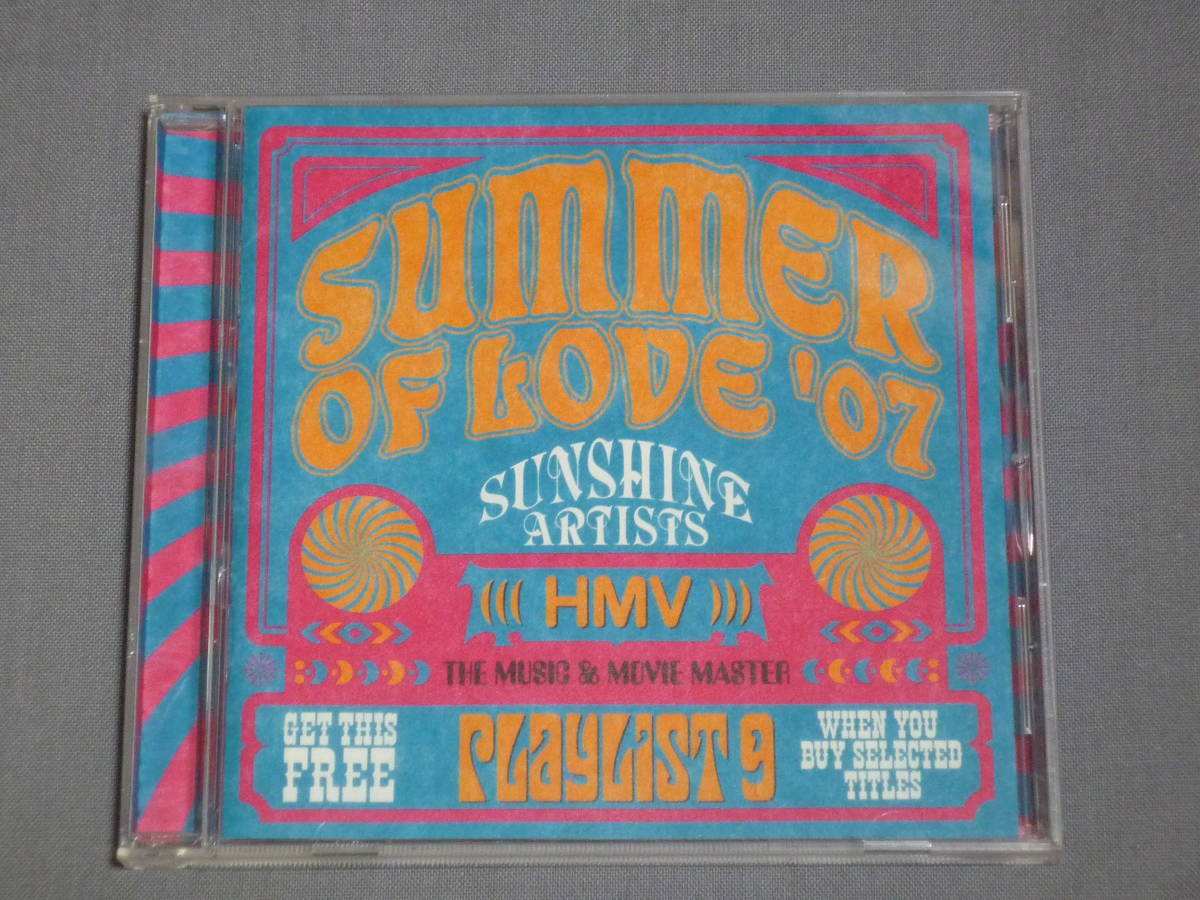 SUMMER
OF LOVE '07
SUNSHINE
ARTISTS
((( HMV )))
THE MUSIC & MOVIE MASTER
GET THIS
FREE
PLAYLIST 9
WHEN YOU
BUY SELECTED
TITLES